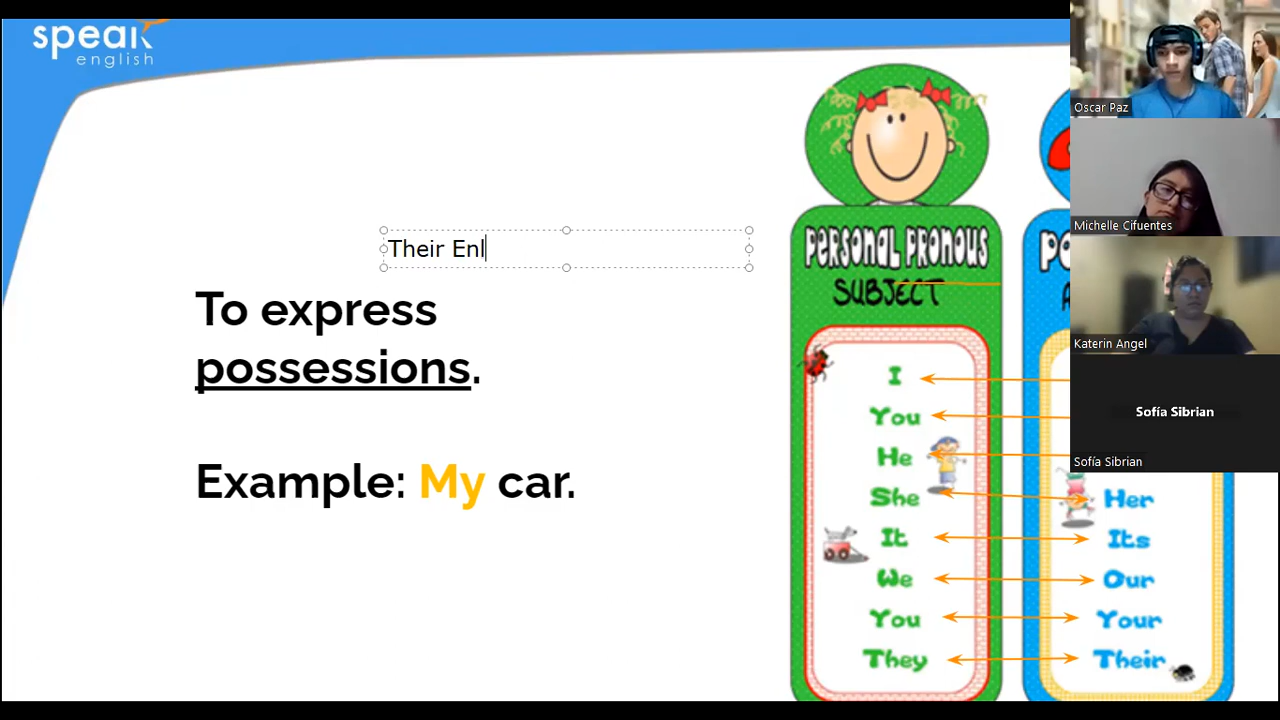 speak
english
Their Enl
To express
possessions.
Example: My car.
PERSONAL PRONOUS
SUBJECT
I
You
He
She
It
We
You
They
Her
Its
Our
Your
Their
Oscar Paz
Michelle Cifuentes
Katerin Angel
Sofía Sibrian
Sofía Sibrian